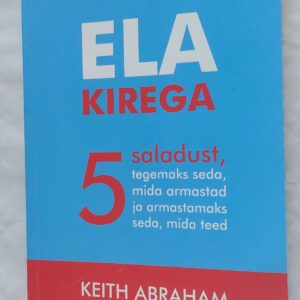 ELA
KIREGA
5
saladust,
tegemaks seda,
mida armastad
ja armastamaks
seda, mida teed
KEITH ABRAHAM